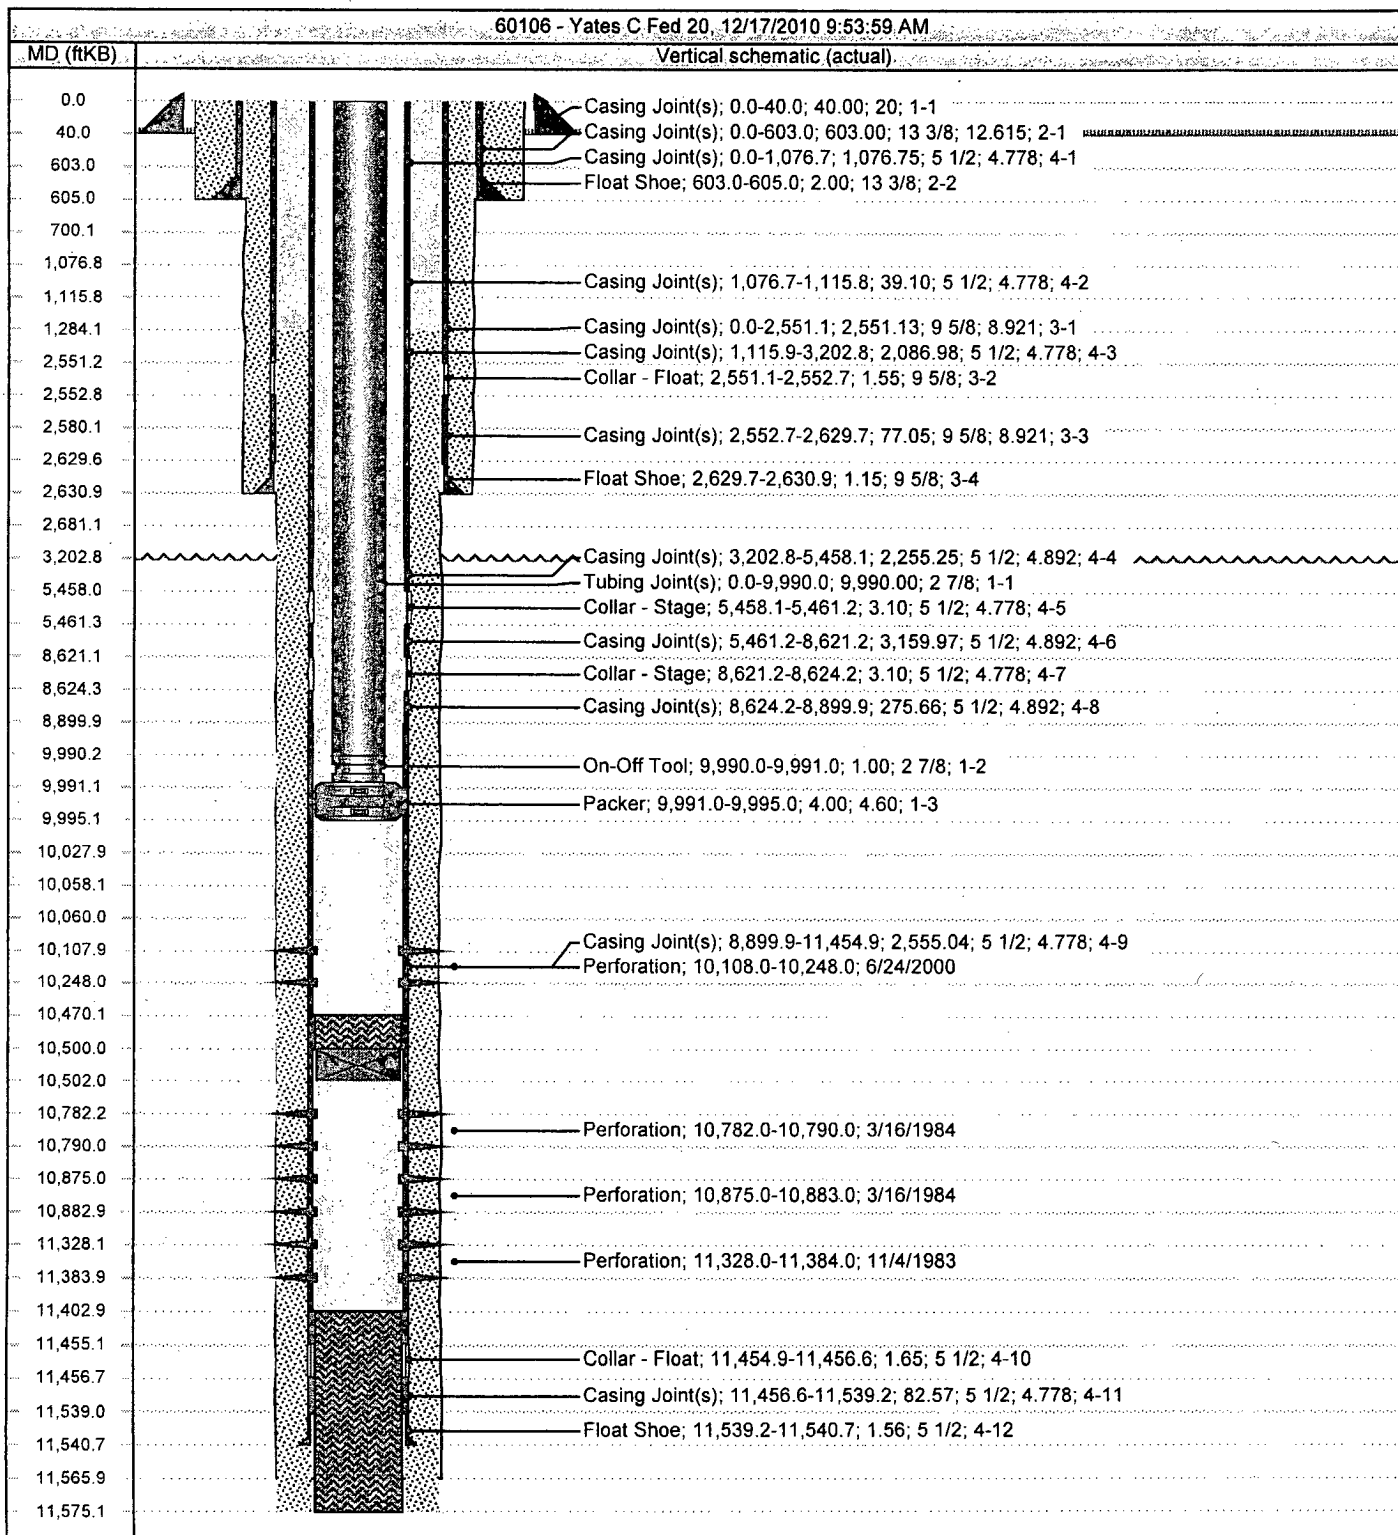 60106 - Yates C Fed 20, 12/17/2010 9:53:59 AM
MD (ftKB) Vertical schematic (actual)
0.0
Casing Joint(s); 0.0-40.0; 40.00; 20; 1-1
40.0 Casing Joint(s); 0.0-603.0; 603.00; 13 3/8; 12.615; 2-1
603.0 Casing Joint(s); 0.0-1,076.7; 1,076.75; 5 1/2; 4.778; 4-1
Float Shoe; 603.0-605.0; 2.00; 13 3/8; 2-2
605.0
700.1
1,076.8
Casing Joint(s); 1,076.7-1,115.8; 39.10; 5 1/2; 4.778; 4-2
1,115.8
1,284.1 Casing Joint(s); 0.0-2,551.1; 2,551.13; 9 5/8; 8.921; 3-1
Casing Joint(s); 1,115.9-3,202.8; 2,086.98; 5 1/2; 4.778; 4-3
2,551.2
Collar - Float; 2,551.1-2,552.7; 1.55; 9 5/8; 3-2
2,552.8
2,580.1
Casing Joint(s); 2,552.7-2,629.7; 77.05; 9 5/8; 8.921; 3-3
2,629.6
Float Shoe; 2,629.7-2,630.9; 1.15; 9 5/8; 3-4
2,630.9
2,681.1
3,202.8 Casing Joint(s); 3,202.8-5,458.1; 2,255.25; 5 1/2; 4.892; 4-4
Tubing Joint(s); 0.0-9,990.0; 9,990.00; 2 7/8; 1-1
5,458.0
Collar - Stage; 5,458.1-5,461.2; 3.10; 5 1/2; 4.778; 4-5
5,461.3
Casing Joint(s); 5,461.2-8,621.2; 3,159.97; 5 1/2; 4.892; 4-6
8,621.1
Collar - Stage; 8,621.2-8,624.2; 3.10; 5 1/2; 4.778; 4-7
8,624.3
Casing Joint(s); 8,624.2-8,899.9; 275.66; 5 1/2; 4.892; 4-8
8,899.9
9,990.2
On-Off Tool; 9,990.0-9,991.0; 1.00; 2 7/8; 1-2
9,991.1
Packer; 9,991.0-9,995.0; 4.00; 4.60; 1-3
9,995.1
10,027.9
10,058.1
10,060.0
10,107.9 Casing Joint(s); 8,899.9-11,454.9; 2,555.04; 5 1/2; 4.778; 4-9
Perforation; 10,108.0-10,248.0; 6/24/2000
10,248.0
10,470.1
10,500.0
10,502.0
10,782.2
Perforation; 10,782.0-10,790.0; 3/16/1984
10,790.0
10,875.0
Perforation; 10,875.0-10,883.0; 3/16/1984
10,882.9
11,328.1
Perforation; 11,328.0-11,384.0; 11/4/1983
11,383.9
11,402.9
11,455.1
Collar - Float; 11,454.9-11,456.6; 1.65; 5 1/2; 4-10
11,456.7
Casing Joint(s); 11,456.6-11,539.2; 82.57; 5 1/2; 4.778; 4-11
11,539.0
Float Shoe; 11,539.2-11,540.7; 1.56; 5 1/2; 4-12
11,540.7
11,565.9
11,575.1